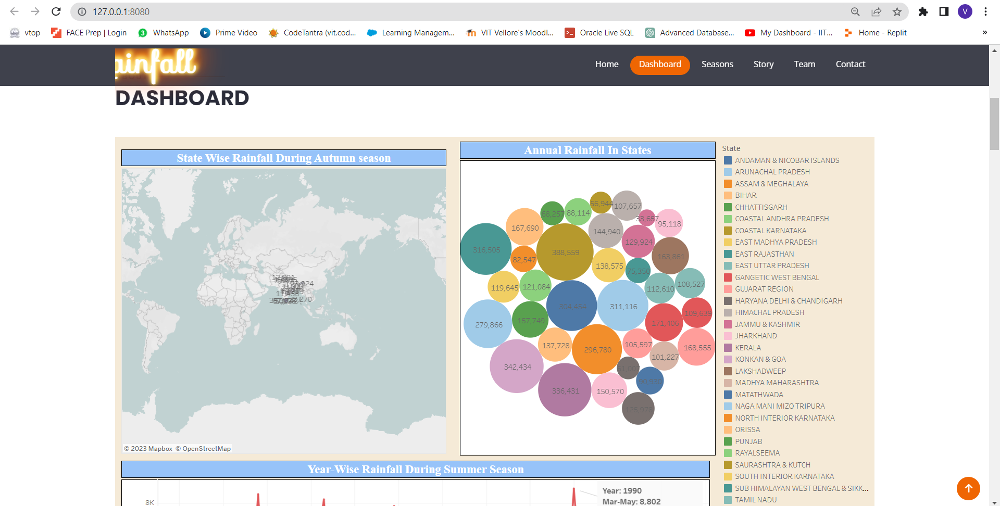 127.0.0.1:8080
V
vtop
FACE Prep | Login
3
WhatsApp
Prime Video
CodeTantra (vit.cod...
Learning Managem...
VIT Vellore's Moodl...
Oracle Live SQL
Advanced Database...
My Dashboard - IIT...
Home - Replit
»
ainfall
Home
Dashboard
Seasons
Story
Team
Contact
DASHBOARD
State Wise Rainfall During Autumn season
© 2023 Mapbox © OpenStreetMap
Annual Rainfall In States
56,944
107,657
68,257
88,114
33,657
95,118
167,690
144,940
129,924
316,505
388,559
163,861
82,547
138,575
75,350
119,645
121,084
112,610
108,527
304,454
311,116
109,639
279,866
157,749
171,406
137,728
296,780
105,597
168,555
101,227
342,434
336,431
150,570
125,978
State
ANDAMAN & NICOBAR ISLANDS
ARUNACHAL PRADESH
ASSAM & MEGHALAYA
BIHAR
CHHATTISGARH
COASTAL ANDHRA PRADESH
COASTAL KARNATAKA
EAST MADHYA PRADESH
EAST RAJASTHAN
EAST UTTAR PRADESH
GANGETIC WEST BENGAL
GUJARAT REGION
HARYANA DELHI & CHANDIGARH
HIMACHAL PRADESH
JAMMU & KASHMIR
JHARKHAND
KERALA
KONKAN & GOA
LAKSHADWEEP
MADHYA MAHARASHTRA
MATATHWADA
NAGA MANI MIZO TRIPURA
NORTH INTERIOR KARNATAKA
ORISSA
PUNJAB
RAYALSEEMA
SAURASHTRA & KUTCH
SOUTH INTERIOR KARNATAKA
SUB HIMALAYAN WEST BENGAL & SIKK...
TAMIL NADU
Year-Wise Rainfall During Summer Season
8K
Year: 1990
Mar-May: 8,802